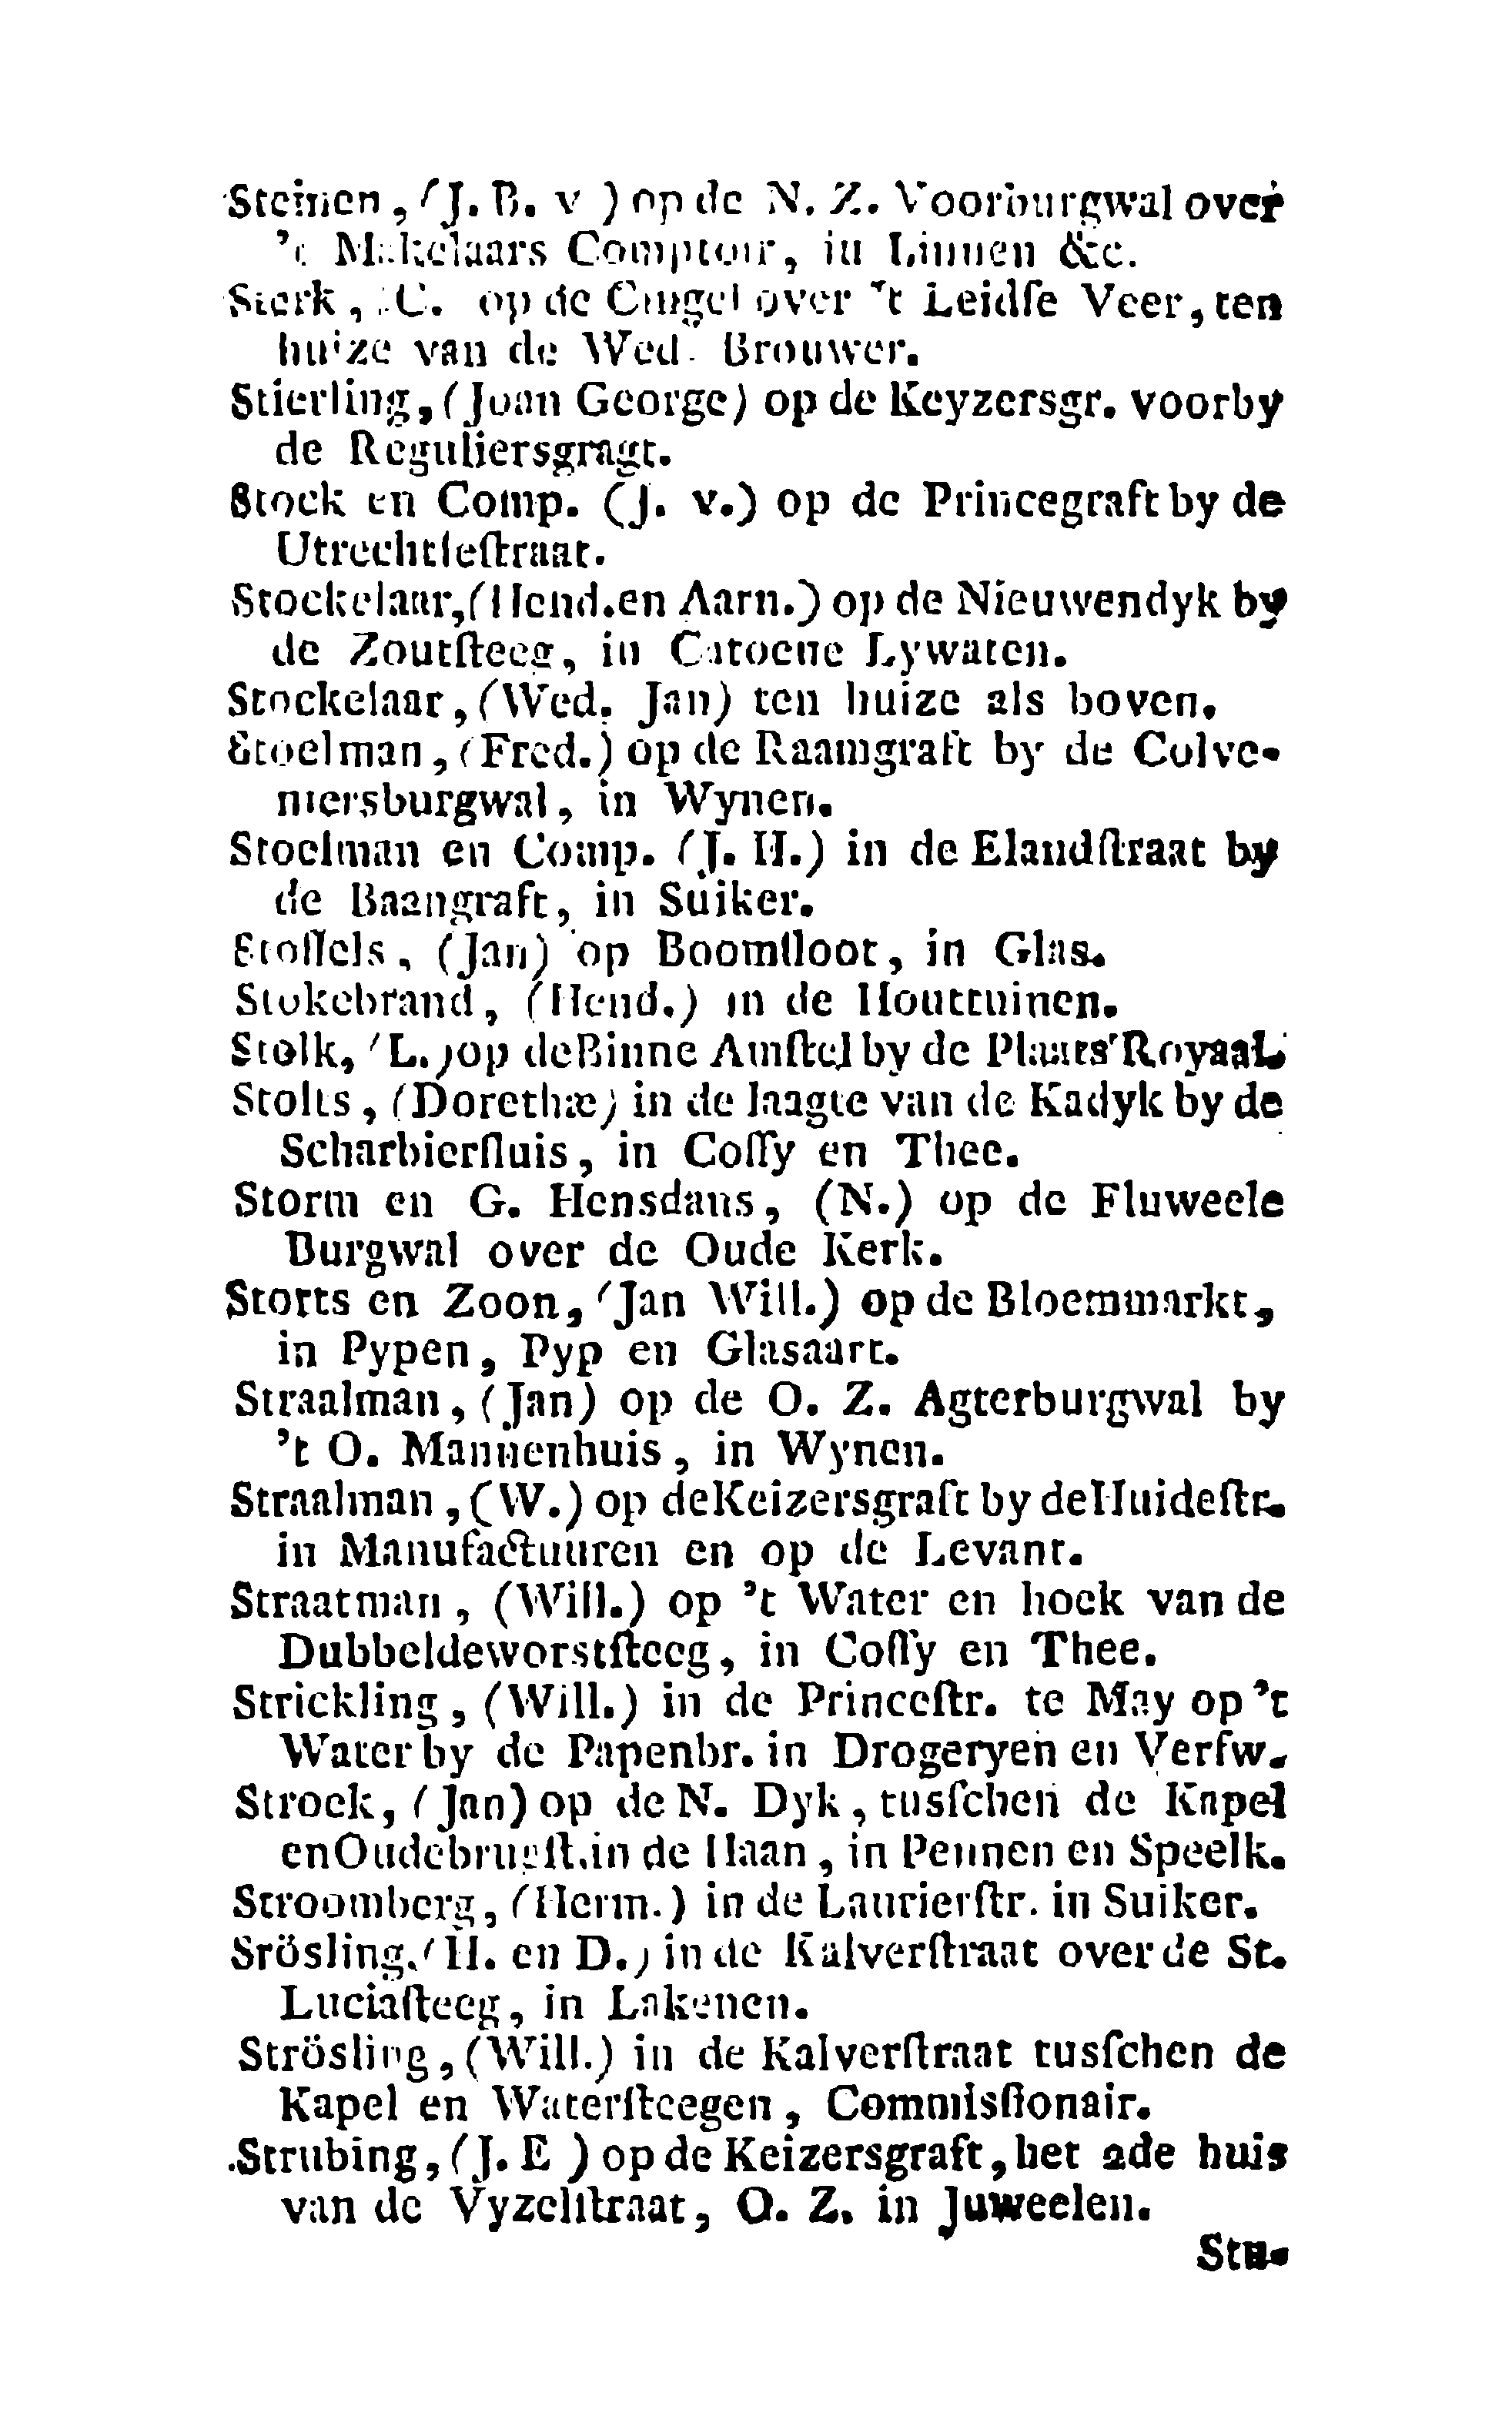 Steinen, (J. B. v ) op de N. Z. Voorburgwal over
't Makelaars Comptoir, in Linnen &c.
Sterk, C. op de Cingel over 't Leidſe Veer, ten
huize van de Wed. Brouwer.
Stierling, (Joan George) op de Keyzersgr. voorby
de Reguliersgragt.
Stock en Comp. (J. v.) op de Princegraft by de
Utrechtſeſtraat.
Stockelaar, (Hend. en Aarn.) op de Nieuwendyk by
de Zoutſteeg, in Catoene Lywaten.
Stockelaar, (Wed. Jan) ten huize als boven.
Stoelman, (Fred.) op de Raamgraft by de Colve-
niersburgwal, in Wynen.
Stoelman en Comp. (J. H.) in de Elandſtraat by
de Baangraft, in Suiker.
Stoffels, (Jan) op Boomſloot, in Glas.
Stokebrand, (Hend.) in de Houttuinen.
Stolk, (L.) op de Binne Amſtel by de Plaats Royaal.
Stolts, (Dorethæ) in de laagte van de Kadyk by de
Scharbierſluis, in Coffy en Thee.
Storm en G. Hensdans, (N.) op de Fluweele
Burgwal over de Oude Kerk.
Storts en Zoon, (Jan Will.) op de Bloemmarkt,
in Pypen, Pyp en Glasaart.
Straalman, (Jan) op de O. Z. Agterburgwal by
't O. Mannenhuis, in Wynen.
Straalman, (W.) op de Keizersgraft by de Huideſtr.
in Manufactuuren en op de Levant.
Straatman, (Will.) op 't Water en hoek van de
Dubbeldeworstſteeg, in Coffy en Thee.
Strickling, (Will.) in de Princeſtr. te May op 't
Water by de Papenbr. in Drogeryen en Verfw.
Strock, (Jan) op de N. Dyk, tusſchen de Kapel
en Oudebrugſt. in de Haan, in Pennen en Speelk.
Stroomberg, (Herm.) in de Laurierſtr. in Suiker.
Srösling, (H. en D.) in de Kalverſtraat over de St.
Luciaſteeg, in Lakenen.
Strösling, (Will.) in de Kalverſtraat tusſchen de
Kapel en Waterſteegen, Commisſionair.
Strubing, (J. E ) op de Keizersgraft, het 2de huis
van de Vyzelſtraat, O. Z. in Juweelen.
Stu-